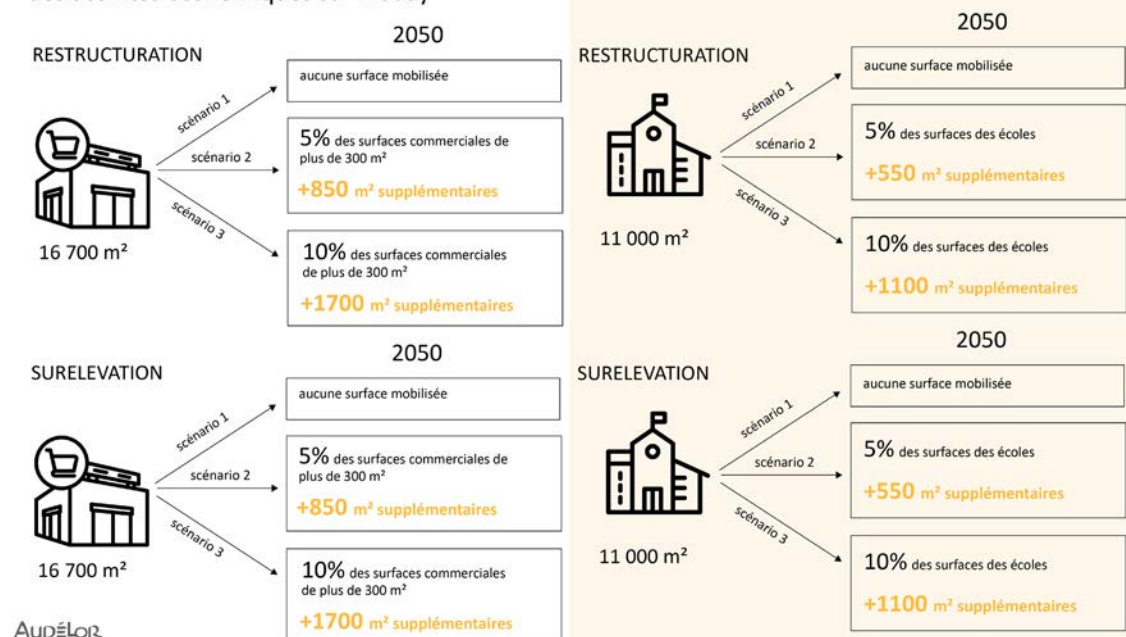 2050
RESTRUCTURATION
scénario 1
scénario 2
scénario 3
16 700 m²
aucune surface mobilisée
5% des surfaces commerciales de
plus de 300 m²
+850 m² supplémentaires
10% des surfaces commerciales
de plus de 300 m²
+1700 m² supplémentaires
2050
RESTRUCTURATION
scénario 1
scénario 2
scénario 3
11 000 m²
aucune surface mobilisée
5% des surfaces des écoles
+550 m² supplémentaires
10% des surfaces des écoles
+1100 m² supplémentaires
2050
SURELEVATION
scénario 1
scénario 2
scénario 3
16 700 m²
aucune surface mobilisée
5% des surfaces commerciales de
plus de 300 m²
+850 m² supplémentaires
10% des surfaces commerciales
de plus de 300 m²
+1700 m² supplémentaires
2050
SURELEVATION
scénario 1
scénario 2
scénario 3
11 000 m²
aucune surface mobilisée
5% des surfaces des écoles
+550 m² supplémentaires
10% des surfaces des écoles
+1100 m² supplémentaires
AUDÉLOR